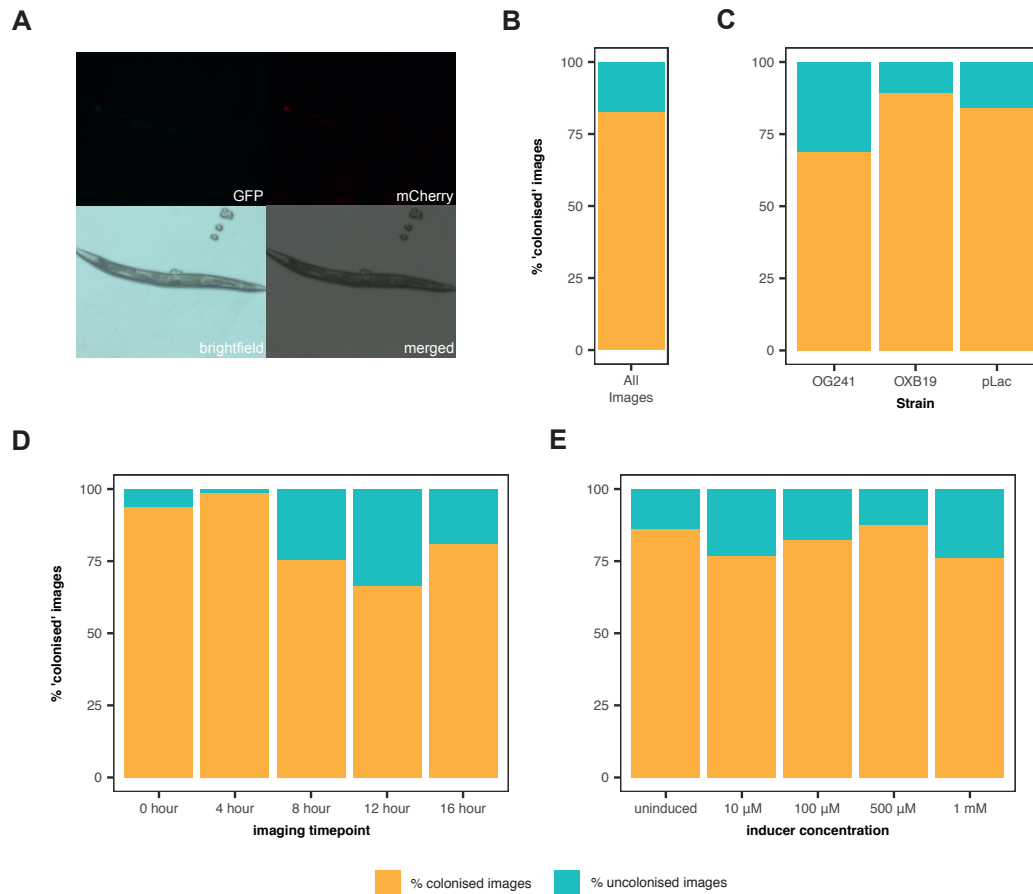 A
GFP
mCherry
brightfield
merged
B
% 'colonised' images
100
75
50
25
0
All
Images
C
100
75
50
25
0
OG241
OXB19
pLac
Strain
D
% 'colonised' images
100
75
50
25
0
0 hour
4 hour
8 hour
12 hour
16 hour
imaging timepoint
E
100
75
50
25
0
uninduced
10 µM
100 µM
500 µM
1 mM
inducer concentration
% colonised images
% uncolonised images